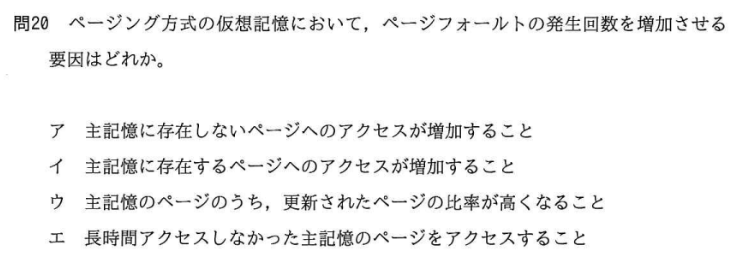 問20 ページング方式の仮想記憶において，ページフォールトの発生回数を増加させる
要因はどれか。
ア 主記憶に存在しないページへのアクセスが増加すること
イ 主記憶に存在するページへのアクセスが増加すること
ウ 主記憶のページのうち，更新されたページの比率が高くなること
エ 長時間アクセスしなかった主記憶のページをアクセスすること